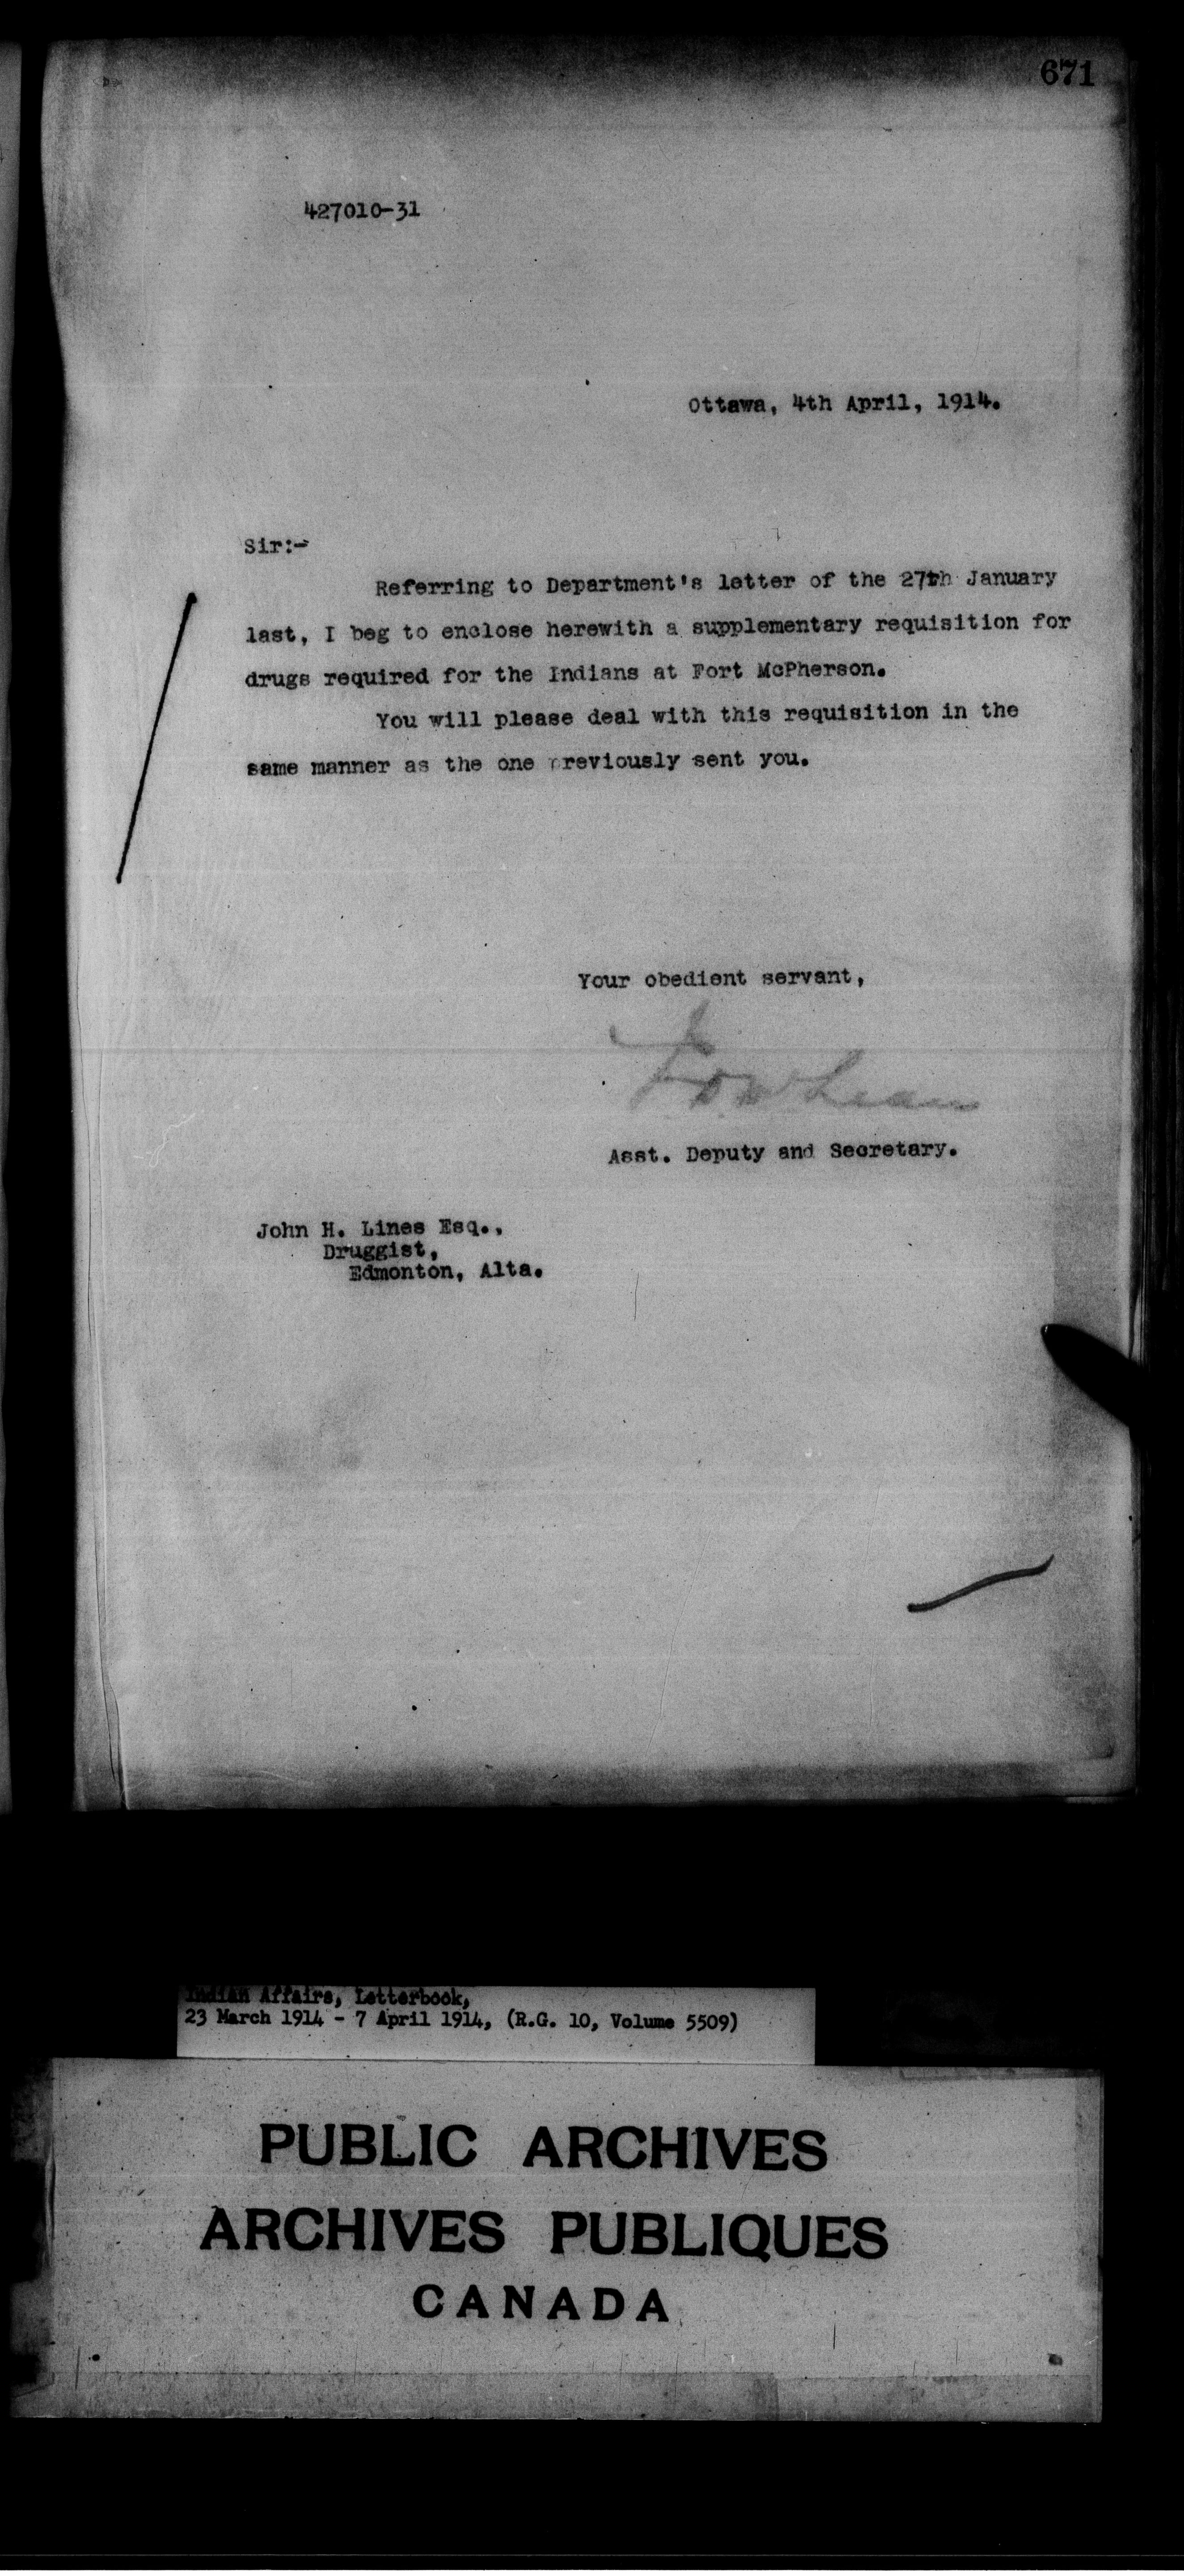 671
427010-31
Ottawa, 4th April, 1914.
Sir:-
Referring to Department's letter of the 27th January
last, I beg to enclose herewith a supplementary requisition for
drugs required for the Indians at Fort McPherson.
You will please deal with this requisition in the
same manner as the one previously sent you.
Your obedient servant,
Asst. Deputy and Secretary.
John H. Lines Esq.,
Druggist,
Edmonton, Alta.
Indian Affairs, Letterbook,
23 March 1914 - 7 April 1914, (R.G. 10, Volume 5509)
PUBLIC ARCHIVES
ARCHIVES PUBLIQUES
CANADA